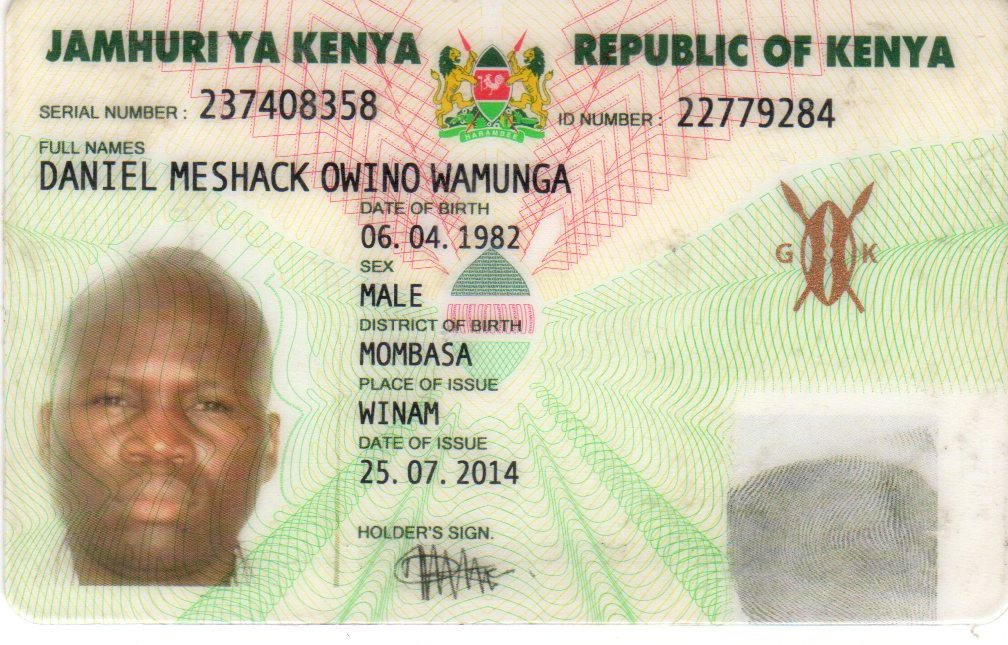 JAMHURI YA KENYA REPUBLIC OF KENYA
SERIAL NUMBER : 237408358 ID NUMBER : 22779284
HARAMBEE
FULL NAMES
DANIEL MESHACK OWINO WAMUNGA
DATE OF BIRTH
06. 04. 1982
G K
SEX
MALE
DISTRICT OF BIRTH
MOMBASA
PLACE OF ISSUE
WINAM
DATE OF ISSUE
25. 07. 2014
HOLDER'S SIGN.